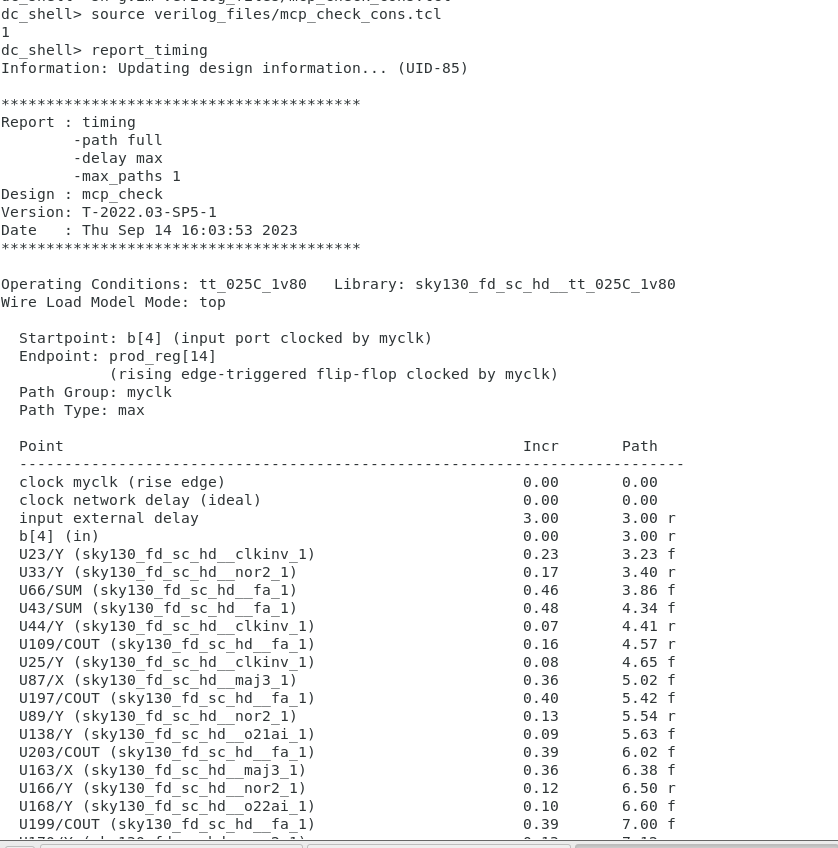 dc_shell> source verilog_files/mcp_check_cons.tcl
1
dc_shell> report_timing
Information: Updating design information... (UID-85)
****************************************
Report : timing
        -path full
        -delay max
        -max_paths 1
Design : mcp_check
Version: T-2022.03-SP5-1
Date   : Thu Sep 14 16:03:53 2023
****************************************
Operating Conditions: tt_025C_1v80   Library: sky130_fd_sc_hd__tt_025C_1v80
Wire Load Model Mode: top
  Startpoint: b[4] (input port clocked by myclk)
  Endpoint: prod_reg[14]
            (rising edge-triggered flip-flop clocked by myclk)
  Path Group: myclk
  Path Type: max
  Point                                                   Incr       Path
  --------------------------------------------------------------------------
  clock myclk (rise edge)                                 0.00       0.00
  clock network delay (ideal)                             0.00       0.00
  input external delay                                    3.00       3.00 r
  b[4] (in)                                               0.00       3.00 r
  U23/Y (sky130_fd_sc_hd__clkinv_1)                       0.23       3.23 f
  U33/Y (sky130_fd_sc_hd__nor2_1)                         0.17       3.40 r
  U66/SUM (sky130_fd_sc_hd__fa_1)                         0.46       3.86 f
  U43/SUM (sky130_fd_sc_hd__fa_1)                         0.48       4.34 f
  U44/Y (sky130_fd_sc_hd__clkinv_1)                       0.07       4.41 r
  U109/COUT (sky130_fd_sc_hd__fa_1)                       0.16       4.57 r
  U25/Y (sky130_fd_sc_hd__clkinv_1)                       0.08       4.65 f
  U87/X (sky130_fd_sc_hd__maj3_1)                         0.36       5.02 f
  U197/COUT (sky130_fd_sc_hd__fa_1)                       0.40       5.42 f
  U89/Y (sky130_fd_sc_hd__nor2_1)                         0.13       5.54 r
  U138/Y (sky130_fd_sc_hd__o21ai_1)                       0.09       5.63 f
  U203/COUT (sky130_fd_sc_hd__fa_1)                       0.39       6.02 f
  U163/X (sky130_fd_sc_hd__maj3_1)                        0.36       6.38 f
  U166/Y (sky130_fd_sc_hd__nor2_1)                        0.12       6.50 r
  U168/Y (sky130_fd_sc_hd__o22ai_1)                       0.10       6.60 f
  U199/COUT (sky130_fd_sc_hd__fa_1)                       0.39       7.00 f